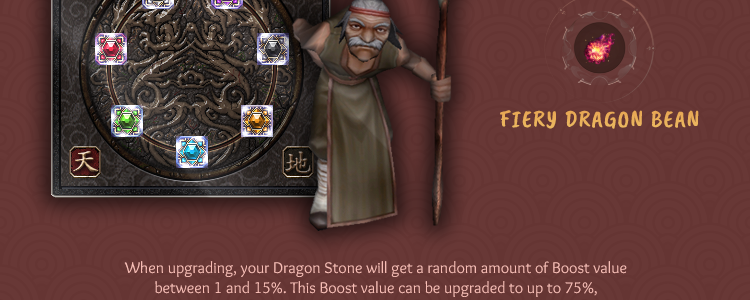 FIERY DRAGON BEAN
天
地
When upgrading, your Dragon Stone will get a random amount of Boost value
between 1 and 15%. This Boost value can be upgraded to up to 75%,